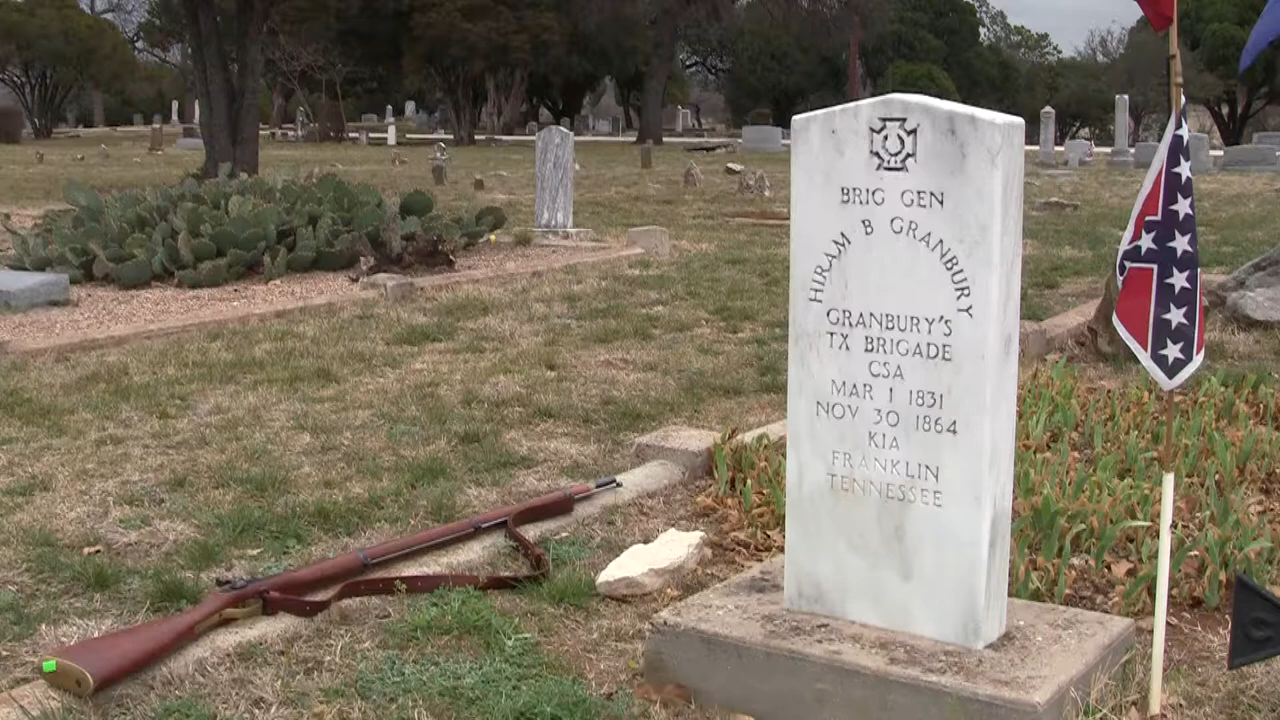 BRIG GEN
HIRAM B GRANBURY
GRANBURY'S
TX BRIGADE
CSA
MAR 1 1831
NOV 30 1864
KIA
FRANKLIN
TENNESSEE